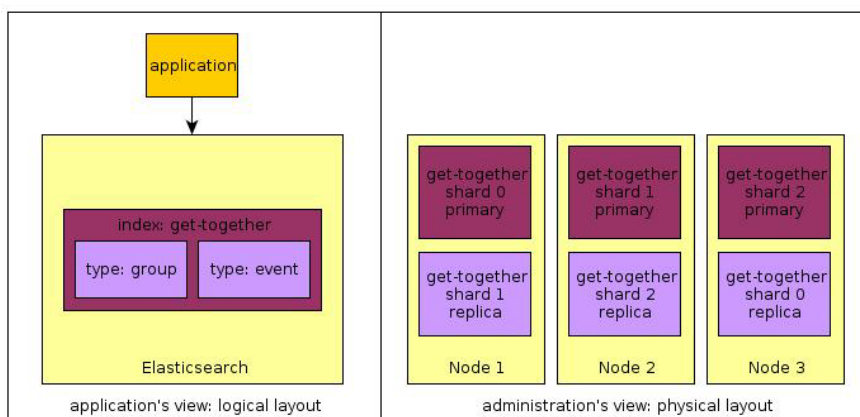 application
index: get-together
type: group
type: event
Elasticsearch
application's view: logical layout
get-together
shard 0
primary
get-together
shard 1
replica
Node 1
get-together
shard 1
primary
get-together
shard 2
replica
Node 2
get-together
shard 2
primary
get-together
shard 0
replica
Node 3
administration's view: physical layout